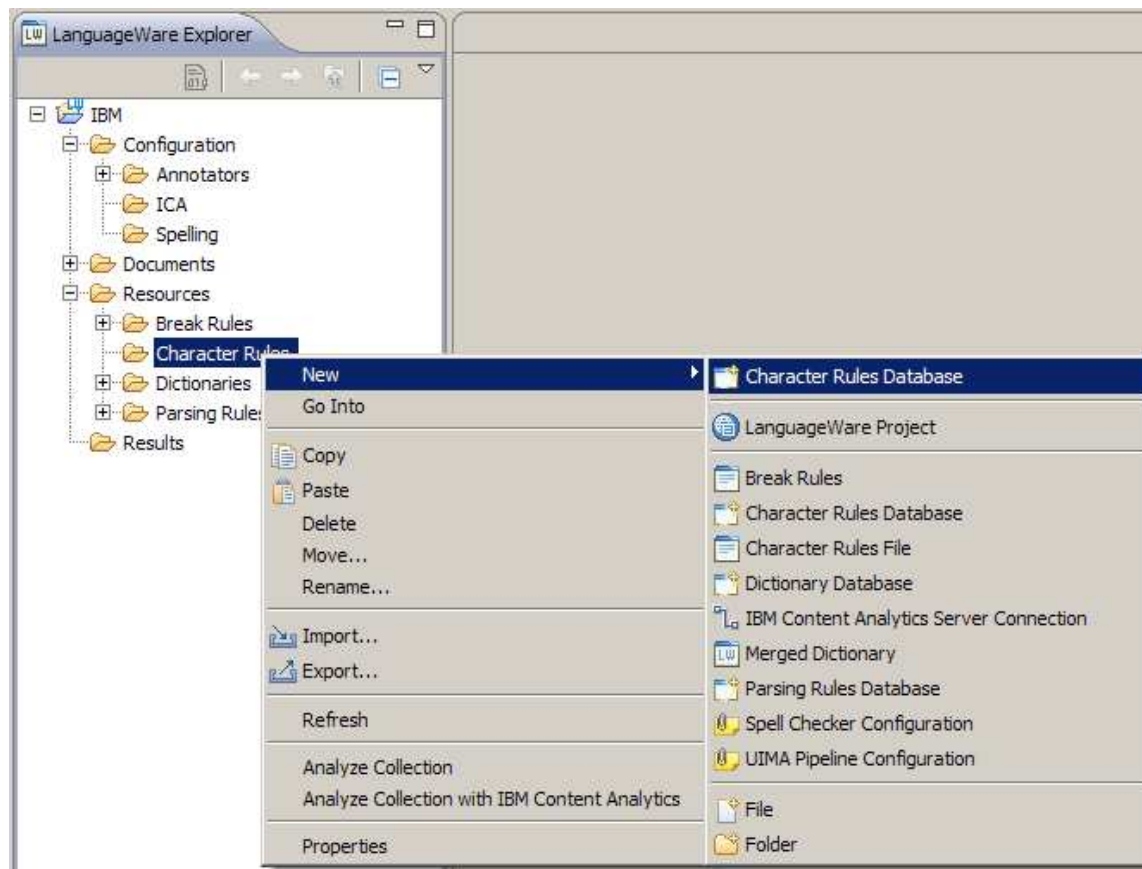 LanguageWare Explorer
IBM
Configuration
Annotators
ICA
Spelling
Documents
Resources
Break Rules
Character Rules
Dictionaries
Parsing Rules
Results
New
Go Into
Copy
Paste
Delete
Move...
Rename...
Import...
Export...
Refresh
Analyze Collection
Analyze Collection with IBM Content Analytics
Properties
Character Rules Database
LanguageWare Project
Break Rules
Character Rules Database
Character Rules File
Dictionary Database
IBM Content Analytics Server Connection
Merged Dictionary
Parsing Rules Database
Spell Checker Configuration
UIMA Pipeline Configuration
File
Folder